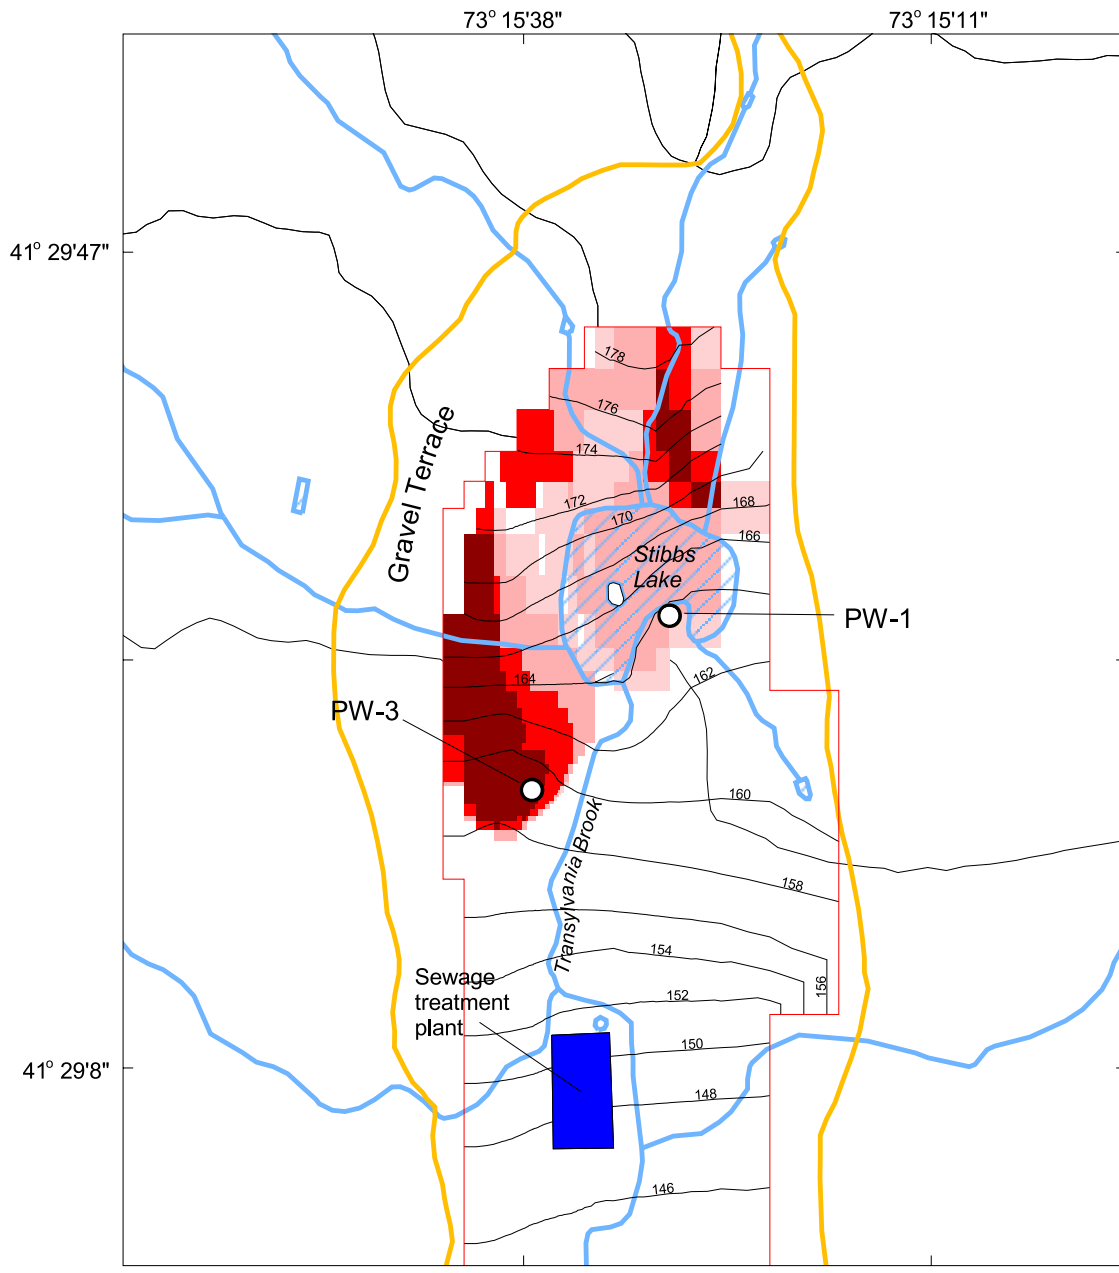 73° 15'38"
73° 15'11"
41° 29'47"
178
176
Gravel Terrace
174
172
170
168
166
Stibbs
Lake
PW-1
164
162
PW-3
160
Transylvania Brook
158
154
156
Sewage
treatment
plant
152
150
41° 29'8"
148
146